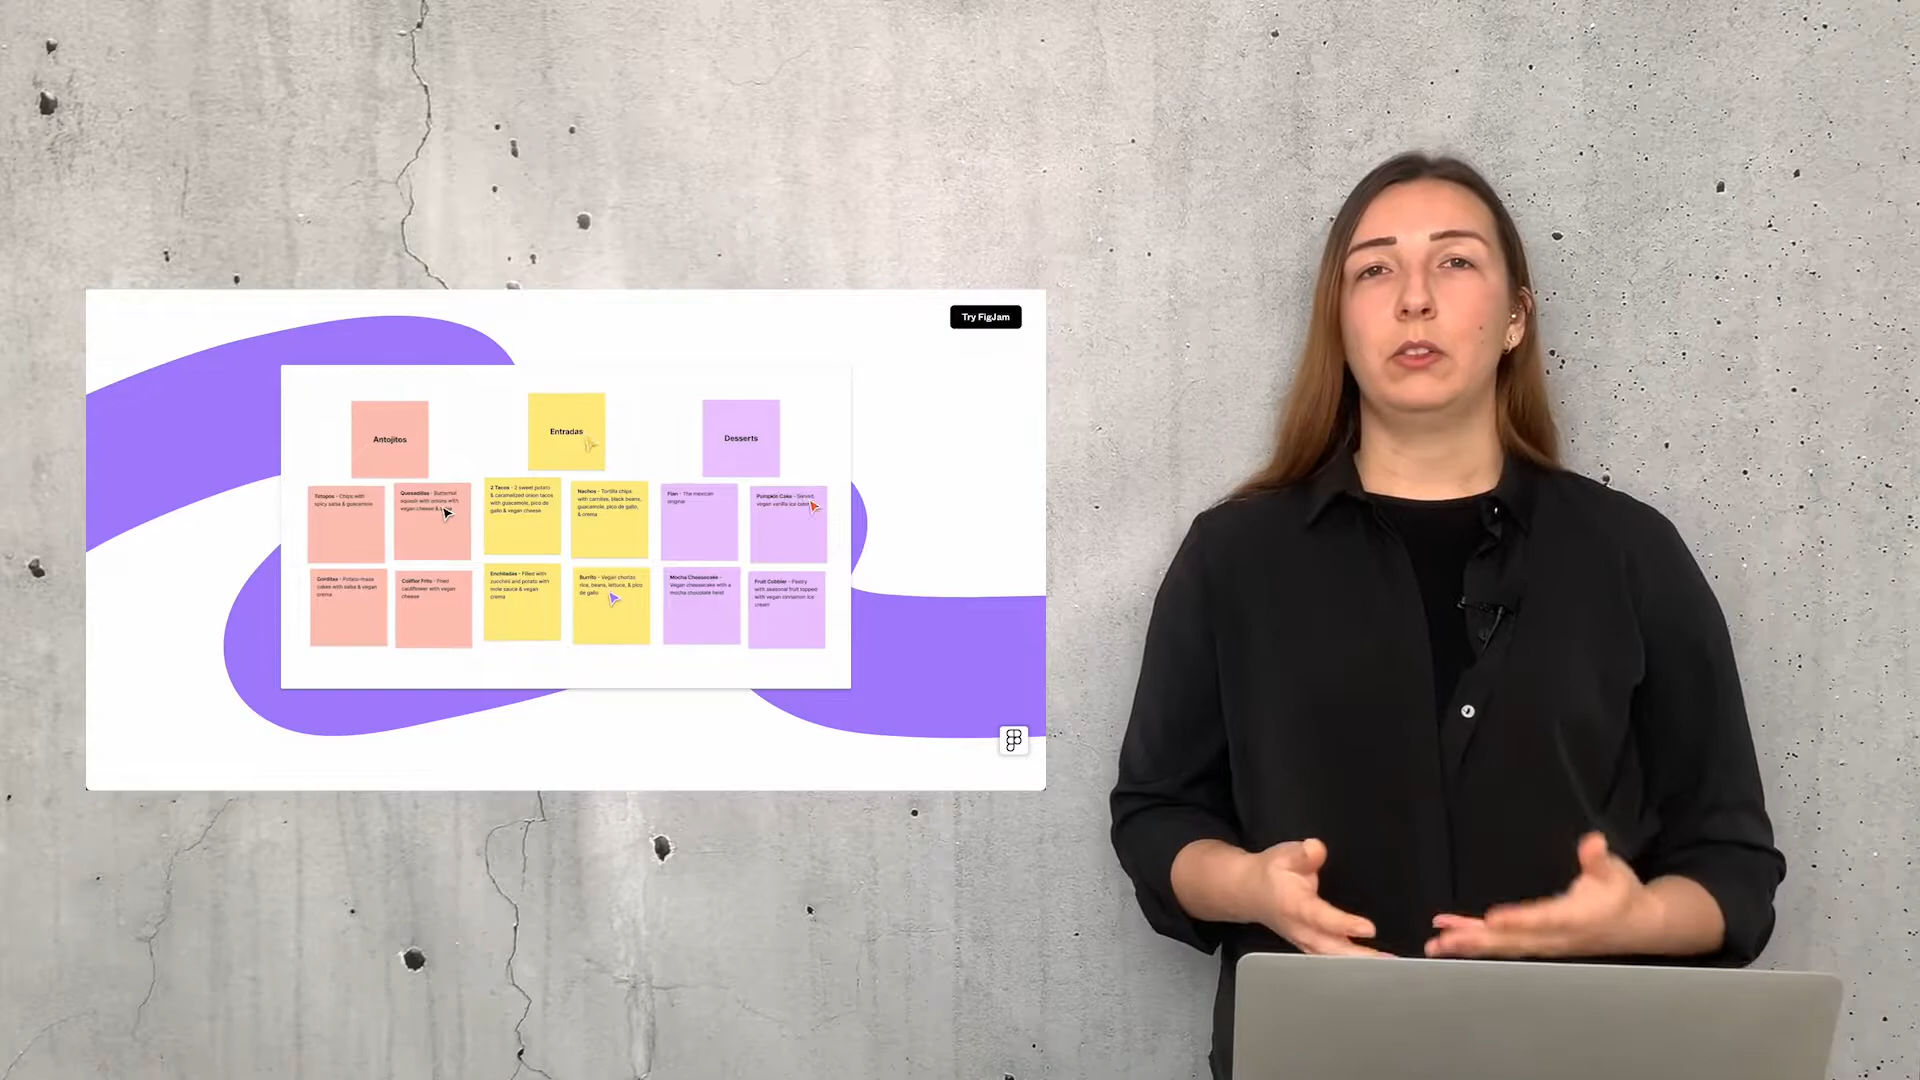 Try FigJam
Antojitos
Entradas
Desserts
Totopos - Chips with
spicy salsa & guacamole
Quesadillas - Butternut
squash with onions with
vegan cheese &
2 Tacos - 2 sweet potato
& caramelized onion tacos
with guacamole, pico de
gallo & vegan cheese
Nachos - Tortilla chips
with carnitas, black beans,
guacamole, pico de gallo,
& crema
Flan - The mexican
original
Pumpkin Cake - Served
vegan vanilla ice cream
Gorditas - Potato-masa
cakes with salsa & vegan
crema
Coliflor Frito - Fried
cauliflower with vegan
cheese
Enchiladas - Filled with
zucchini and potato with
mole sauce & vegan
crema
Burrito - Vegan chorizo
rice, beans, lettuce, & pico
de gallo
Mocha Cheesecake -
Vegan cheesecake with a
mocha chocolate twist
Fruit Cobbler - Pastry
with seasonal fruit topped
with vegan cinnamon ice
cream